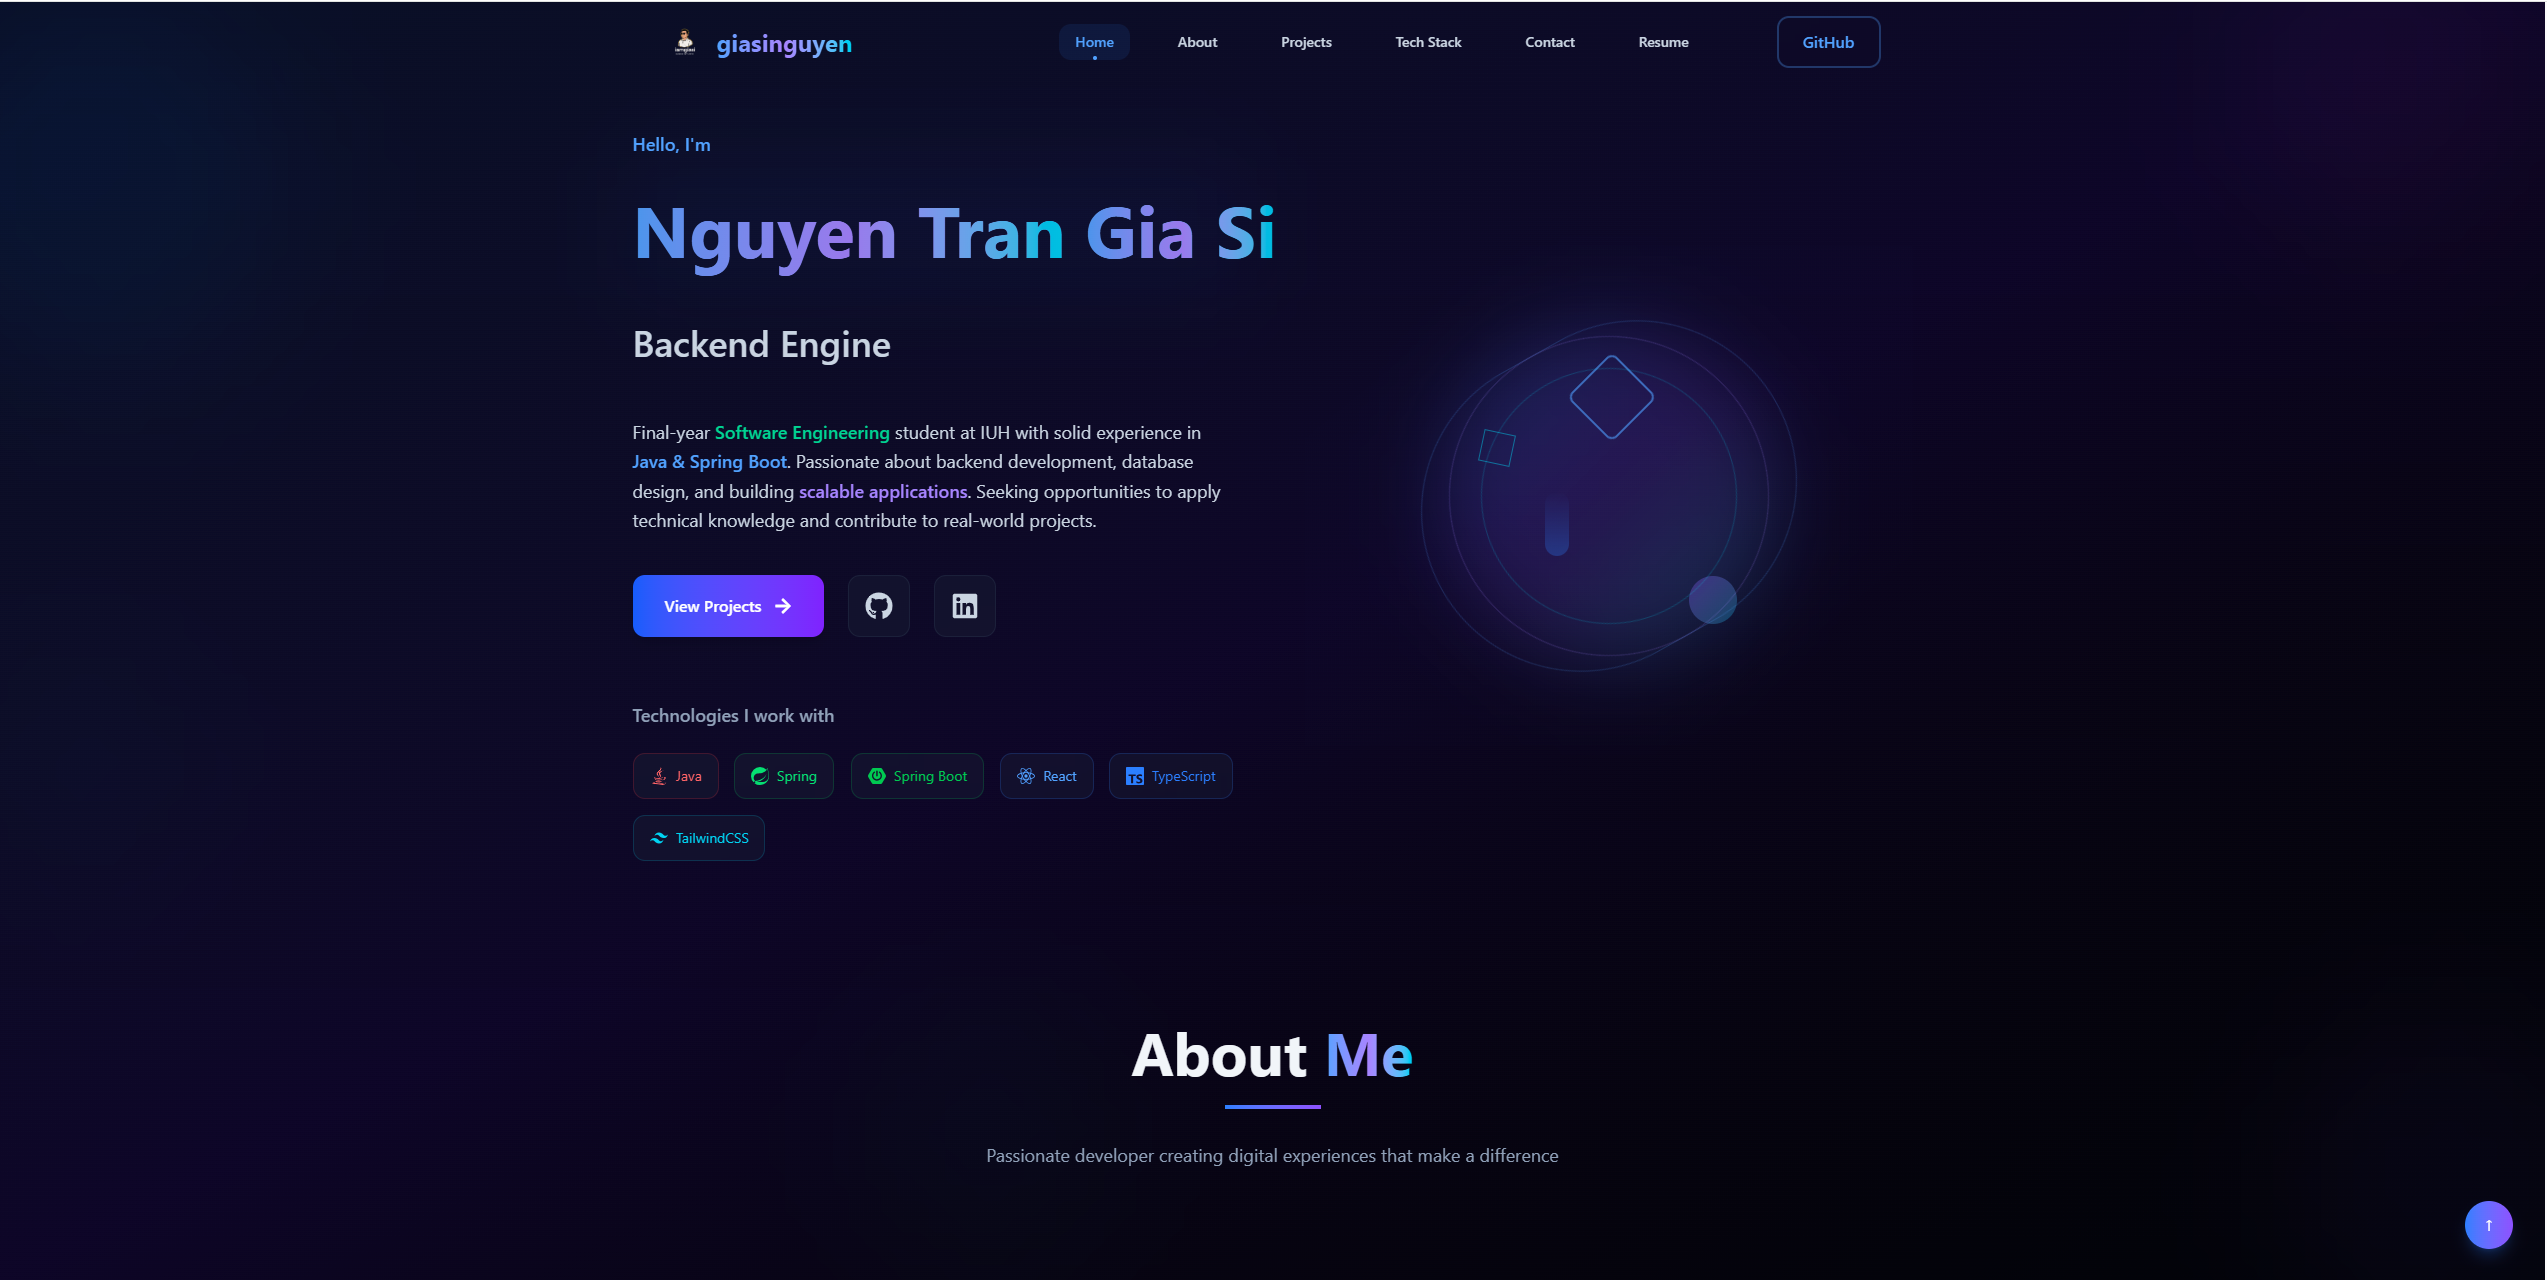 giasinguyen
Home
About
Projects
Tech Stack
Contact
Resume
GitHub
Hello, I'm
Nguyen Tran Gia Si
Backend Engine
Final-year Software Engineering student at IUH with solid experience in
Java & Spring Boot. Passionate about backend development, database
design, and building scalable applications. Seeking opportunities to apply
technical knowledge and contribute to real-world projects.
View Projects →
Technologies I work with
Java
Spring
Spring Boot
React
TS TypeScript
TailwindCSS
About Me
Passionate developer creating digital experiences that make a difference
↑